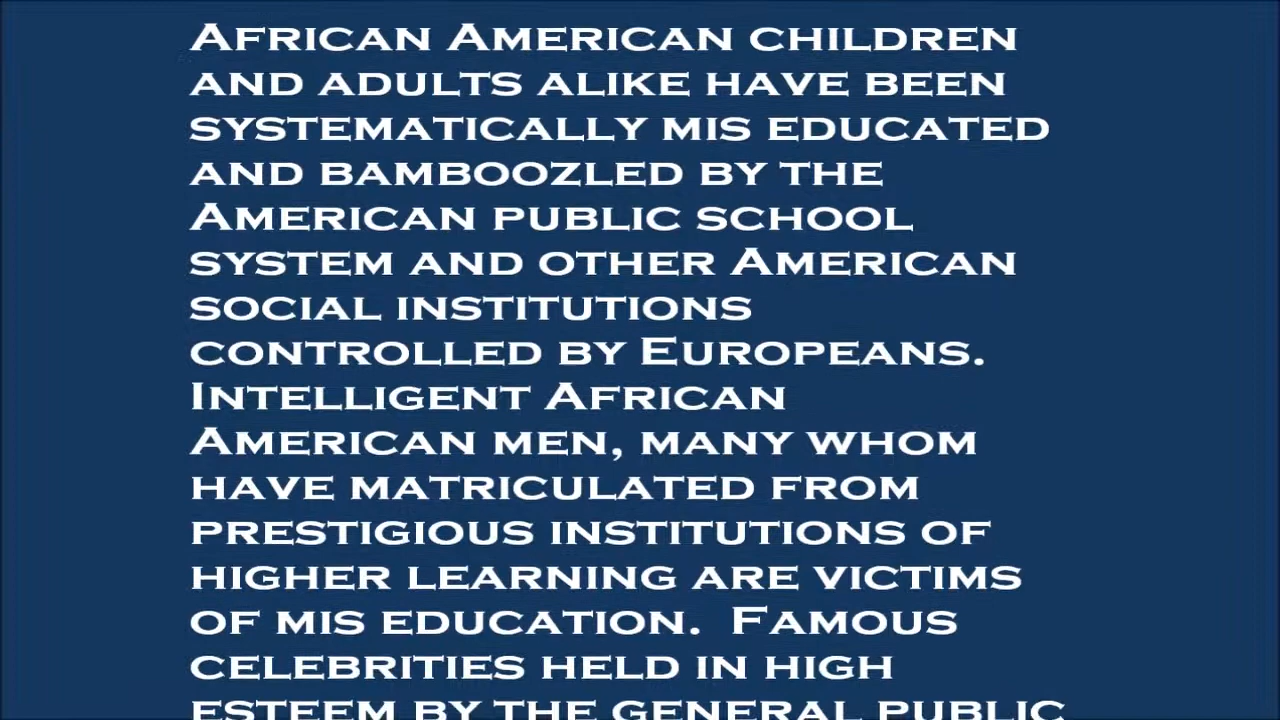 African American children
and adults alike have been
systematically mis educated
and bamboozled by the
American public school
system and other American
social institutions
controlled by Europeans.
Intelligent African
American men, many whom
have matriculated from
prestigious institutions of
higher learning are victims
of mis education.  Famous
celebrities held in high
esteem by the general public